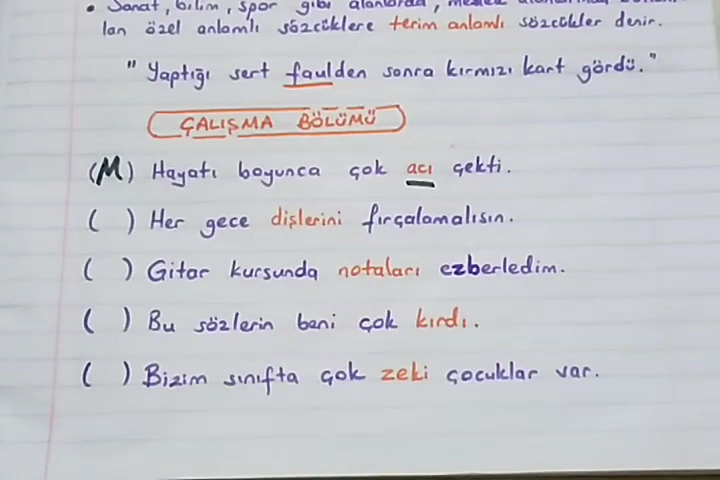 • Sanat, bilim, spor gibi alanlarda,
lan özel anlamlı sözcüklere terim anlamlı sözcükler denir.
"Yaptığı sert faulden sonra kırmızı kart gördü."
ÇALIŞMA BÖLÜMÜ
(M) Hayatı boyunca çok acı çekti.
( ) Her gece dişlerini fırçalamalısın.
( ) Gitar kursunda notaları ezberledim.
( ) Bu sözlerin beni çok kırdı.
( ) Bizim sınıfta çok zeki çocuklar var.